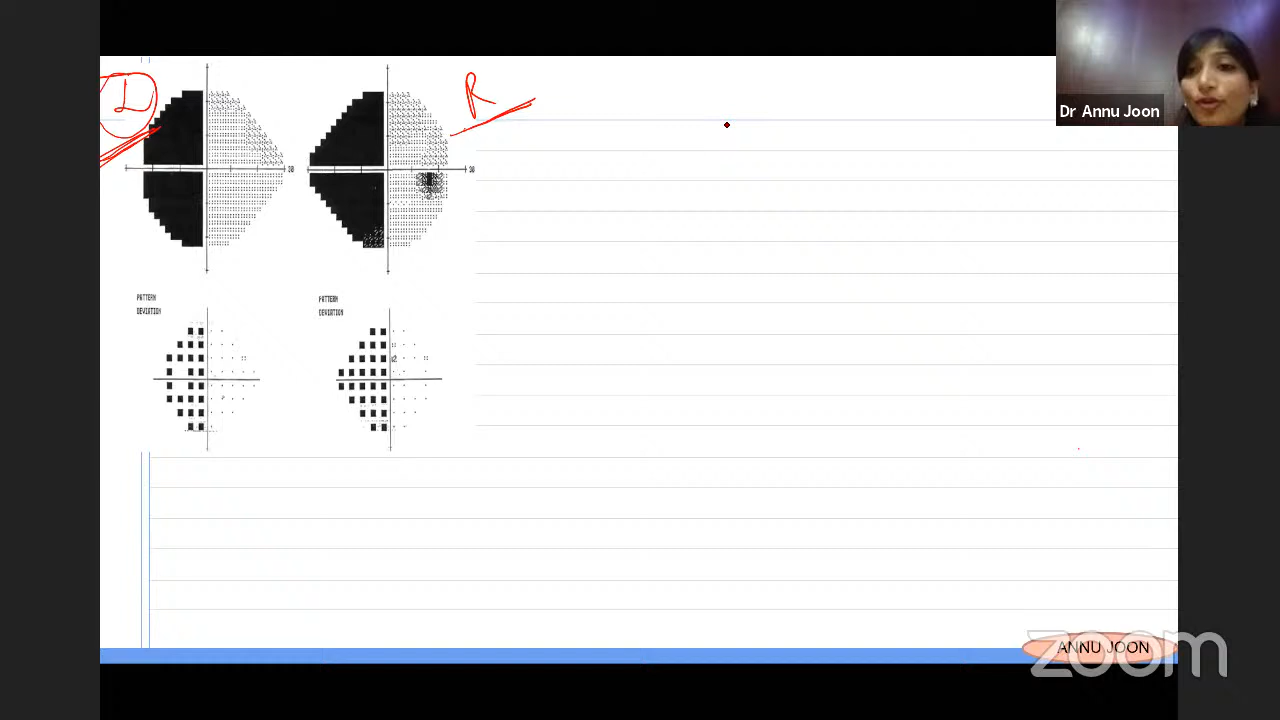 L
R
Dr Annu Joon
30
30
PATTERN
DEVIATION
PATTERN
DEVIATION
ANNU JOON
zoom